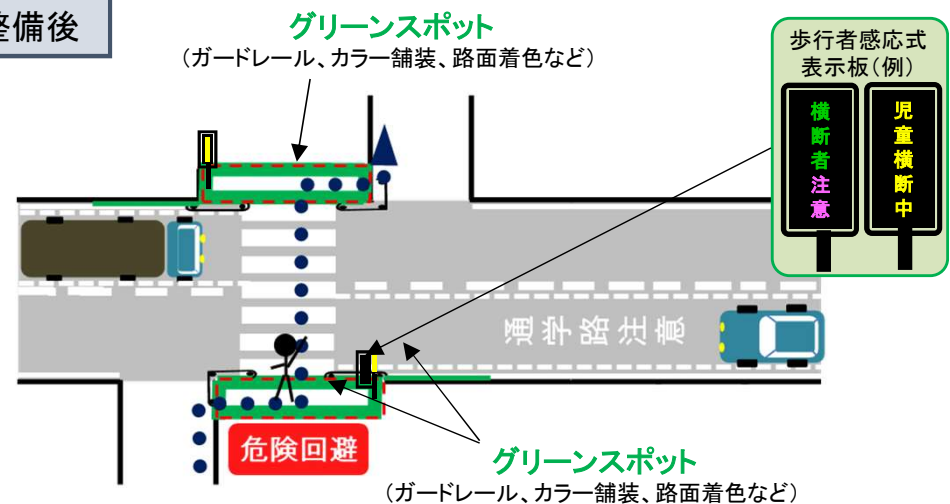 整備後
グリーンスポット
（ガードレール、カラー舗装、路面着色など）
歩行者感応式
表示板（例）
横断者注意
児童横断中
通学路注意
危険回避
グリーンスポット
（ガードレール、カラー舗装、路面着色など）